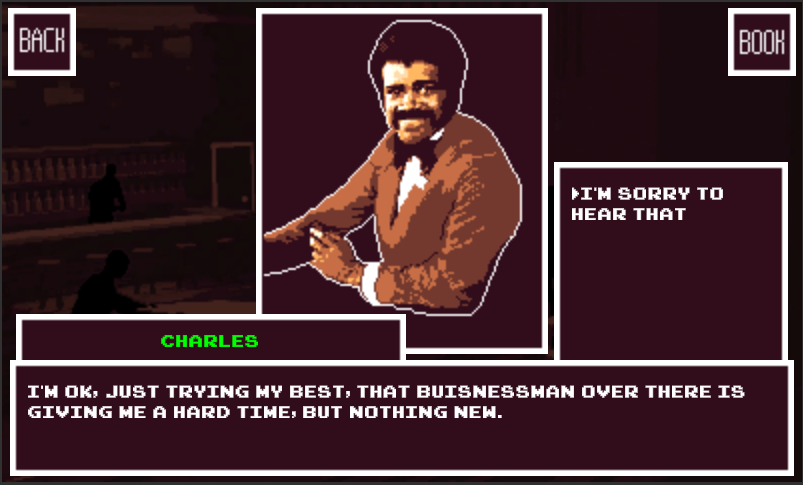 BACK
BOOK
I'M SORRY TO
HEAR THAT
CHARLES
I'M OK, JUST TRYING MY BEST, THAT BUISNESSMAN OVER THERE IS
GIVING ME A HARD TIME, BUT NOTHING NEW.